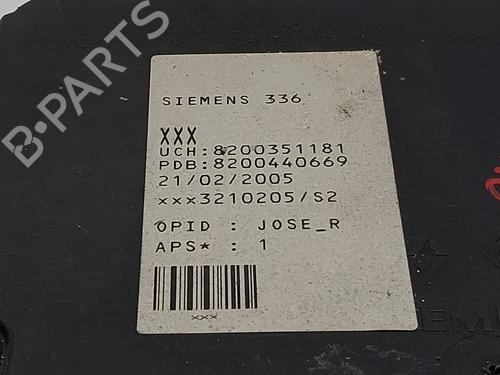 SIEMENS 336
XXX
UCH:8200351181
PDB:8200440669
21/02/2005
xxx3210205/S2
OPID : JOSE_R
APS* : 1
xxx
B-PARTS